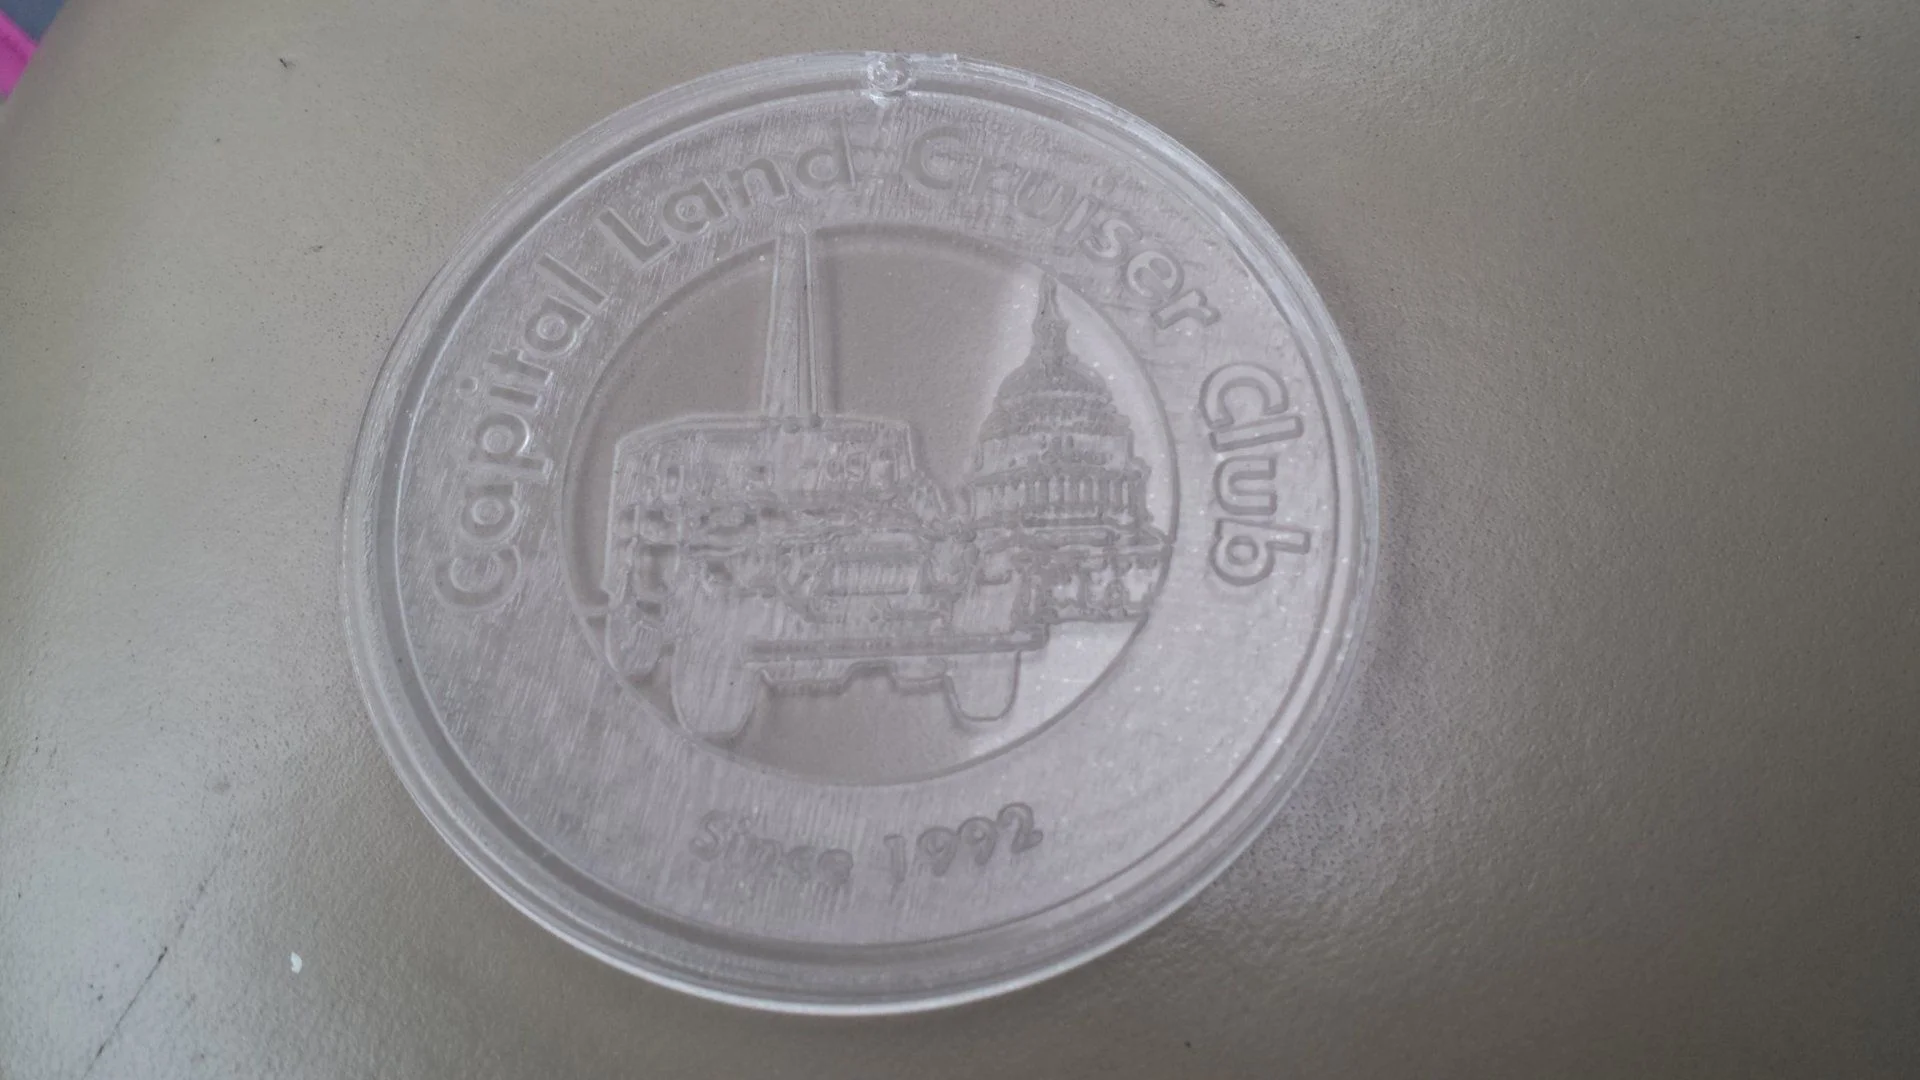 Capital Land Cruiser Club
Since 1992